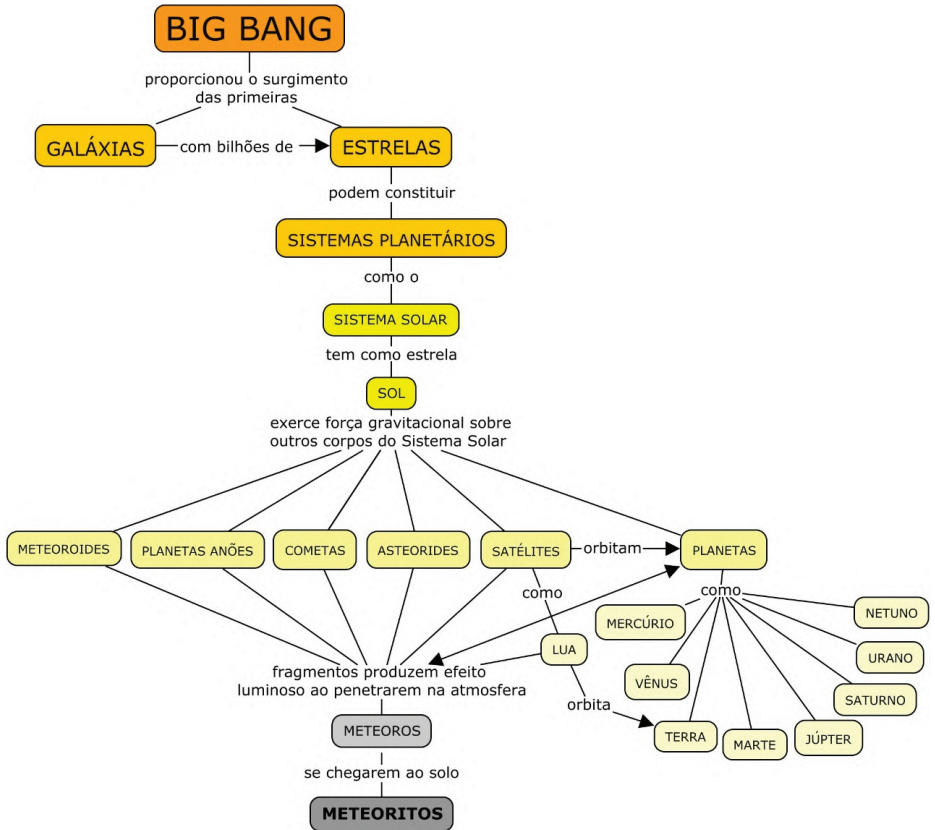 BIG BANG
proporcionou o surgimento
das primeiras
GALÁXIAS
com bilhões de
ESTRELAS
podem constituir
SISTEMAS PLANETÁRIOS
como o
SISTEMA SOLAR
tem como estrela
SOL
exerce força gravitacional sobre
outros corpos do Sistema Solar
METEOROIDES
PLANETAS ANÕES
COMETAS
ASTEORIDES
SATÉLITES
orbitam
PLANETAS
como
como
MERCÚRIO
NETUNO
LUA
URANO
VÊNUS
SATURNO
fragmentos produzem efeito
luminoso ao penetrarem na atmosfera
orbita
TERRA
MARTE
JÚPTER
METEOROS
se chegarem ao solo
METEORITOS